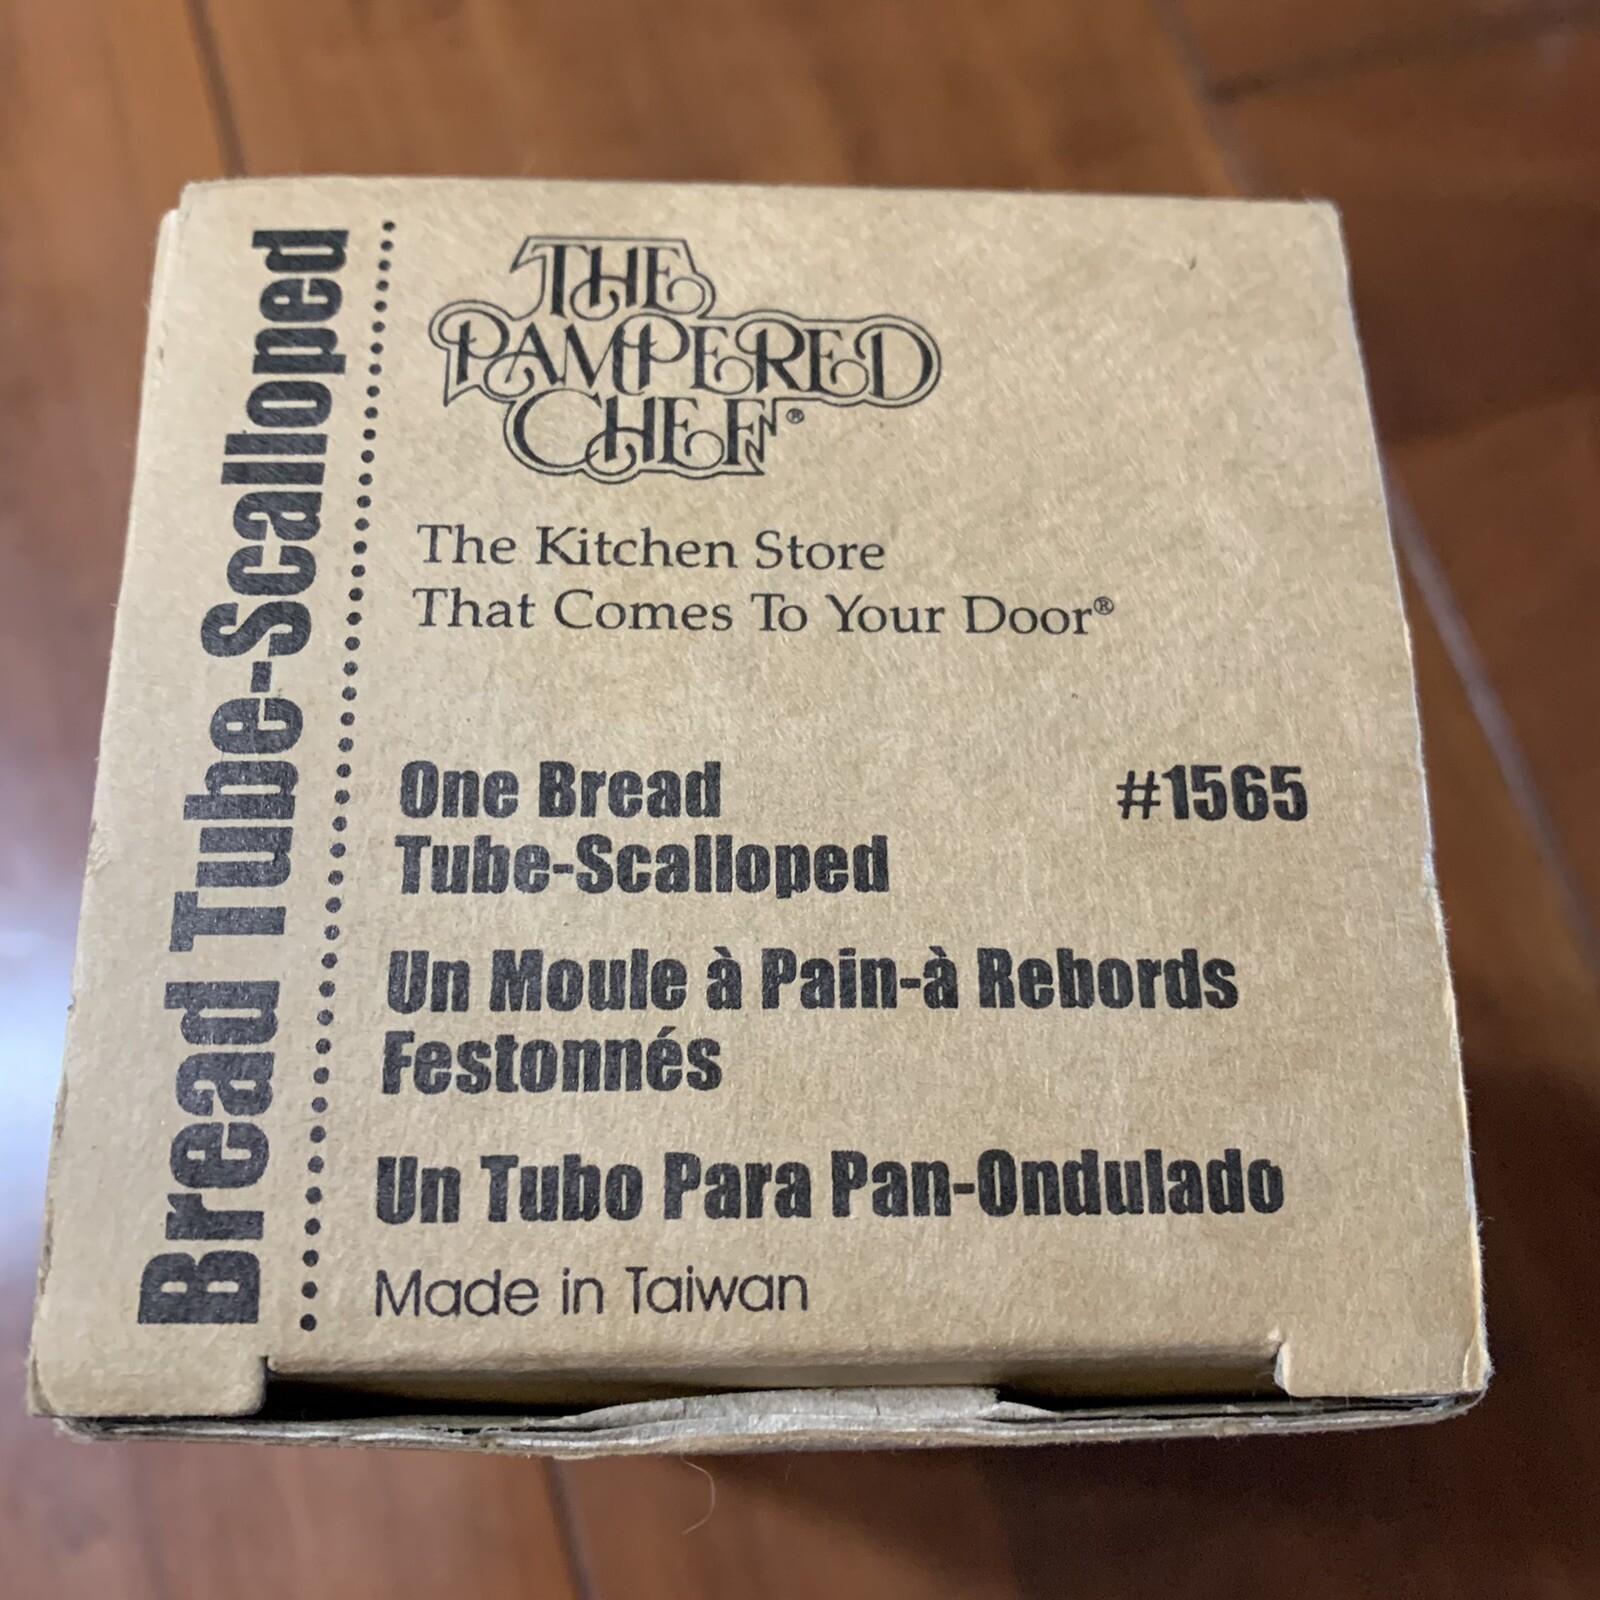 Bread Tube-Scalloped
THE
PAMPERED
CHEF®
The Kitchen Store
That Comes To Your Door®
One Bread #1565
Tube-Scalloped
Un Moule à Pain-à Rebords
Festonnés
Un Tubo Para Pan-Ondulado
Made in Taiwan